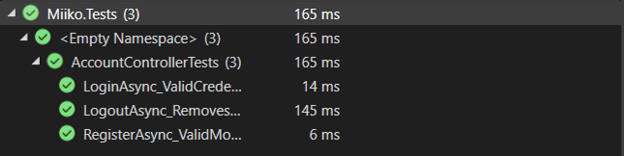 Miiko.Tests (3) 165 ms
<Empty Namespace> (3) 165 ms
AccountControllerTests (3) 165 ms
LoginAsync_ValidCrede... 14 ms
LogoutAsync_Removes... 145 ms
RegisterAsync_ValidMo... 6 ms